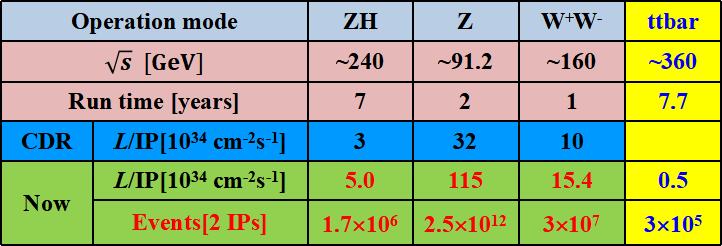 Operation mode ZH Z W⁺W⁻ ttbar
√s [GeV] ~240 ~91.2 ~160 ~360
Run time [years] 7 2 1 7.7
CDR L/IP[10³⁴ cm⁻²s⁻¹] 3 32 10
Now L/IP[10³⁴ cm⁻²s⁻¹] 5.0 115 15.4 0.5
Events[2 IPs] 1.7×10⁶ 2.5×10¹² 3×10⁷ 3×10⁵